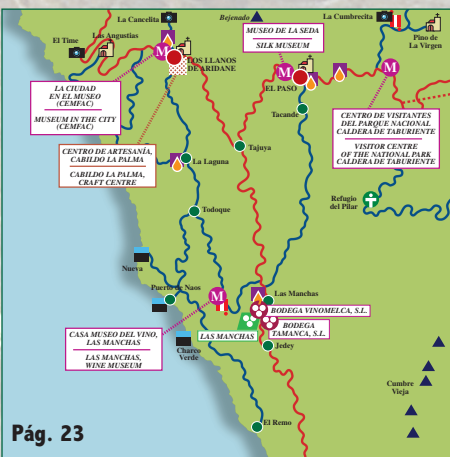 La Cancelita
Bejenado
La Cumbrecita
El Time
Las Angustias
Pino de
La Virgen
MUSEO DE LA SEDA
SILK MUSEUM
M
LOS LLANOS
DE ARIDANE
M
EL PASO
M
LA CIUDAD
EN EL MUSEO
(CEMFAC)
MUSEUM IN THE CITY
(CEMFAC)
Tacande
CENTRO DE VISITANTES
DEL PARQUE NACIONAL
CALDERA DE TABURIENTE
VISITOR CENTRE
OF THE NATIONAL PARK
CALDERA DE TABURIENTE
CENTRO DE ARTESANÍA,
CABILDO LA PALMA
CABILDO LA PALMA,
CRAFT CENTRE
La Laguna
Tajuya
Refugio
del Pilar
Todoque
Nueva
Puerto de Naos
M
Las Manchas
BODEGA VINOMELCA, S.L.
BODEGA
TAMANCA, S.L.
LAS MANCHAS
CASA MUSEO DEL VINO,
LAS MANCHAS
LAS MANCHAS,
WINE MUSEUM
Charco
Verde
Jedey
Cumbre
Vieja
El Remo
Pág. 23